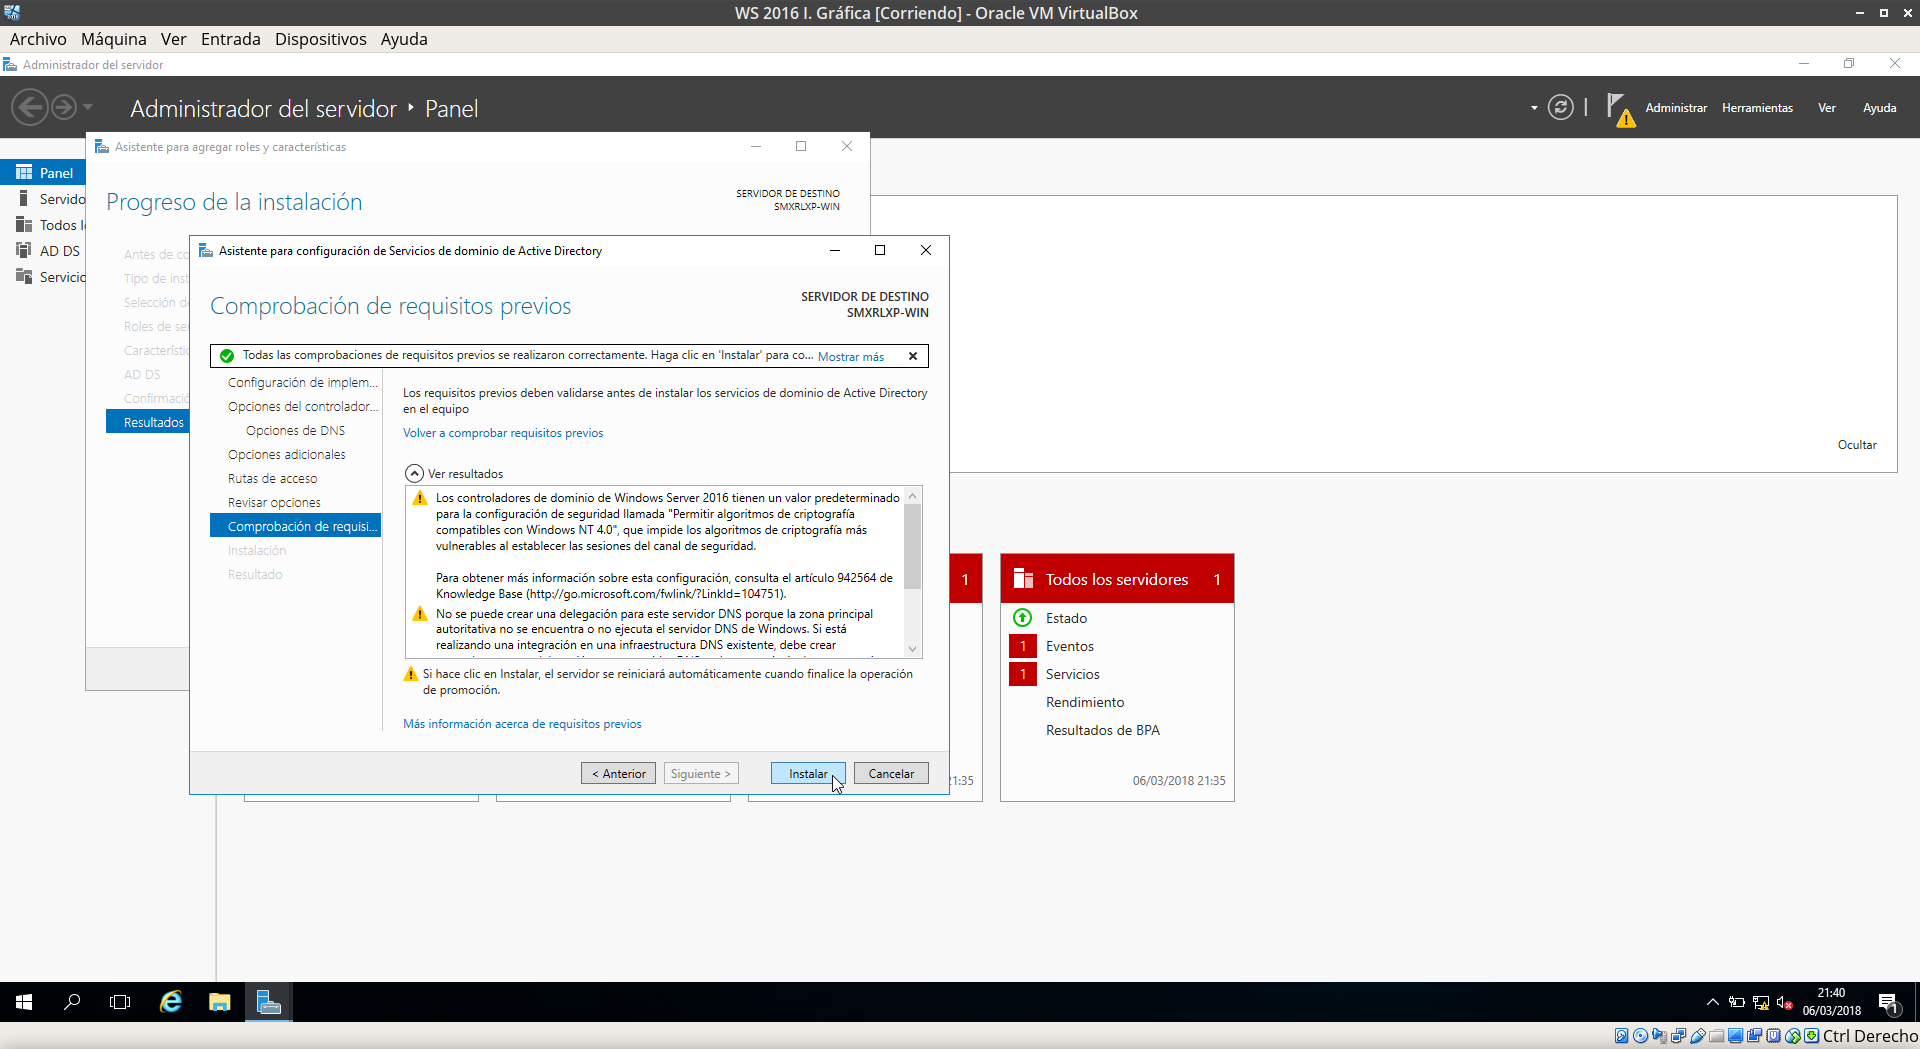 WS 2016 I. Gráfica [Corriendo] - Oracle VM VirtualBox
Archivo Máquina Ver Entrada Dispositivos Ayuda
Administrador del servidor
Administrador del servidor ‣ Panel
Administrar Herramientas Ver Ayuda
Asistente para agregar roles y características
Panel
Servido
Todos l
AD DS
Servicio
Progreso de la instalación
SERVIDOR DE DESTINO
SMXRLXP-WIN
Antes de co
Tipo de inst
Selección d
Roles de se
Característic
AD DS
Confirmació
Resultados
Asistente para configuración de Servicios de dominio de Active Directory
Comprobación de requisitos previos
SERVIDOR DE DESTINO
SMXRLXP-WIN
Todas las comprobaciones de requisitos previos se realizaron correctamente. Haga clic en 'Instalar' para co... Mostrar más
Configuración de implem...
Opciones del controlador...
Opciones de DNS
Opciones adicionales
Rutas de acceso
Revisar opciones
Comprobación de requisi...
Instalación
Resultado
Los requisitos previos deben validarse antes de instalar los servicios de dominio de Active Directory
en el equipo
Volver a comprobar requisitos previos
Ver resultados
Los controladores de dominio de Windows Server 2016 tienen un valor predeterminado
para la configuración de seguridad llamada "Permitir algoritmos de criptografía
compatibles con Windows NT 4.0", que impide los algoritmos de criptografía más
vulnerables al establecer las sesiones del canal de seguridad.
Para obtener más información sobre esta configuración, consulta el artículo 942564 de
Knowledge Base (http://go.microsoft.com/fwlink/?LinkId=104751).
No se puede crear una delegación para este servidor DNS porque la zona principal
autoritativa no se encuentra o no ejecuta el servidor DNS de Windows. Si está
realizando una integración en una infraestructura DNS existente, debe crear
Si hace clic en Instalar, el servidor se reiniciará automáticamente cuando finalice la operación
de promoción.
Más información acerca de requisitos previos
< Anterior Siguiente > Instalar Cancelar
Ocultar
1
1:35
Todos los servidores 1
Estado
1 Eventos
1 Servicios
Rendimiento
Resultados de BPA
06/03/2018 21:35
21:40
06/03/2018
1
Ctrl Derecho